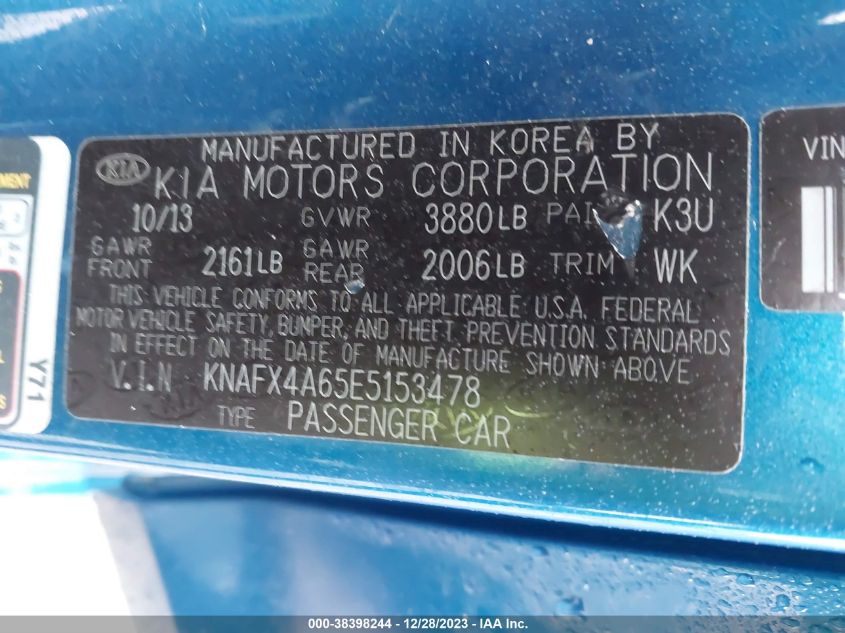 MANUFACTURED IN KOREA BY
KIA KIA MOTORS CORPORATION
10/13 GVWR 3880LB PAI K3U
GAWR FRONT 2161LB GAWR REAR 2006LB TRIM WK
THIS VEHICLE CONFORMS TO ALL APPLICABLE U.S.A. FEDERAL
MOTOR VEHICLE SAFETY, BUMPER, AND THEFT PREVENTION STANDARDS
IN EFFECT ON THE DATE OF MANUFACTURE SHOWN ABOVE
V.I.N KNAFX4A65E5153478
TYPE PASSENGER CAR
Y71
VIN
000-38398244 - 12/28/2023 - IAA Inc.